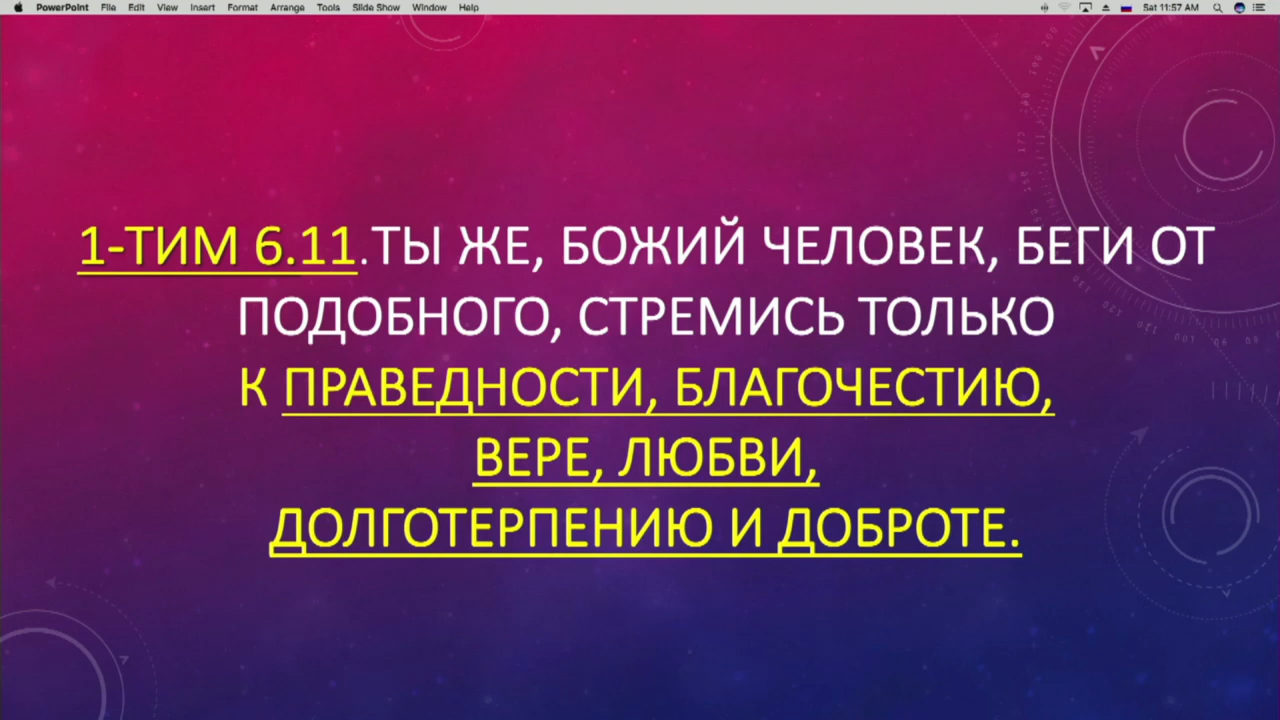 PowerPoint File Edit View Insert Format Arrange Tools Slide Show Window Help Sat 11:57 AM
1-ТИМ 6.11.ТЫ ЖЕ, БОЖИЙ ЧЕЛОВЕК, БЕГИ ОТ
ПОДОБНОГО, СТРЕМИСЬ ТОЛЬКО
К ПРАВЕДНОСТИ, БЛАГОЧЕСТИЮ,
ВЕРЕ, ЛЮБВИ,
ДОЛГОТЕРПЕНИЮ И ДОБРОТЕ.